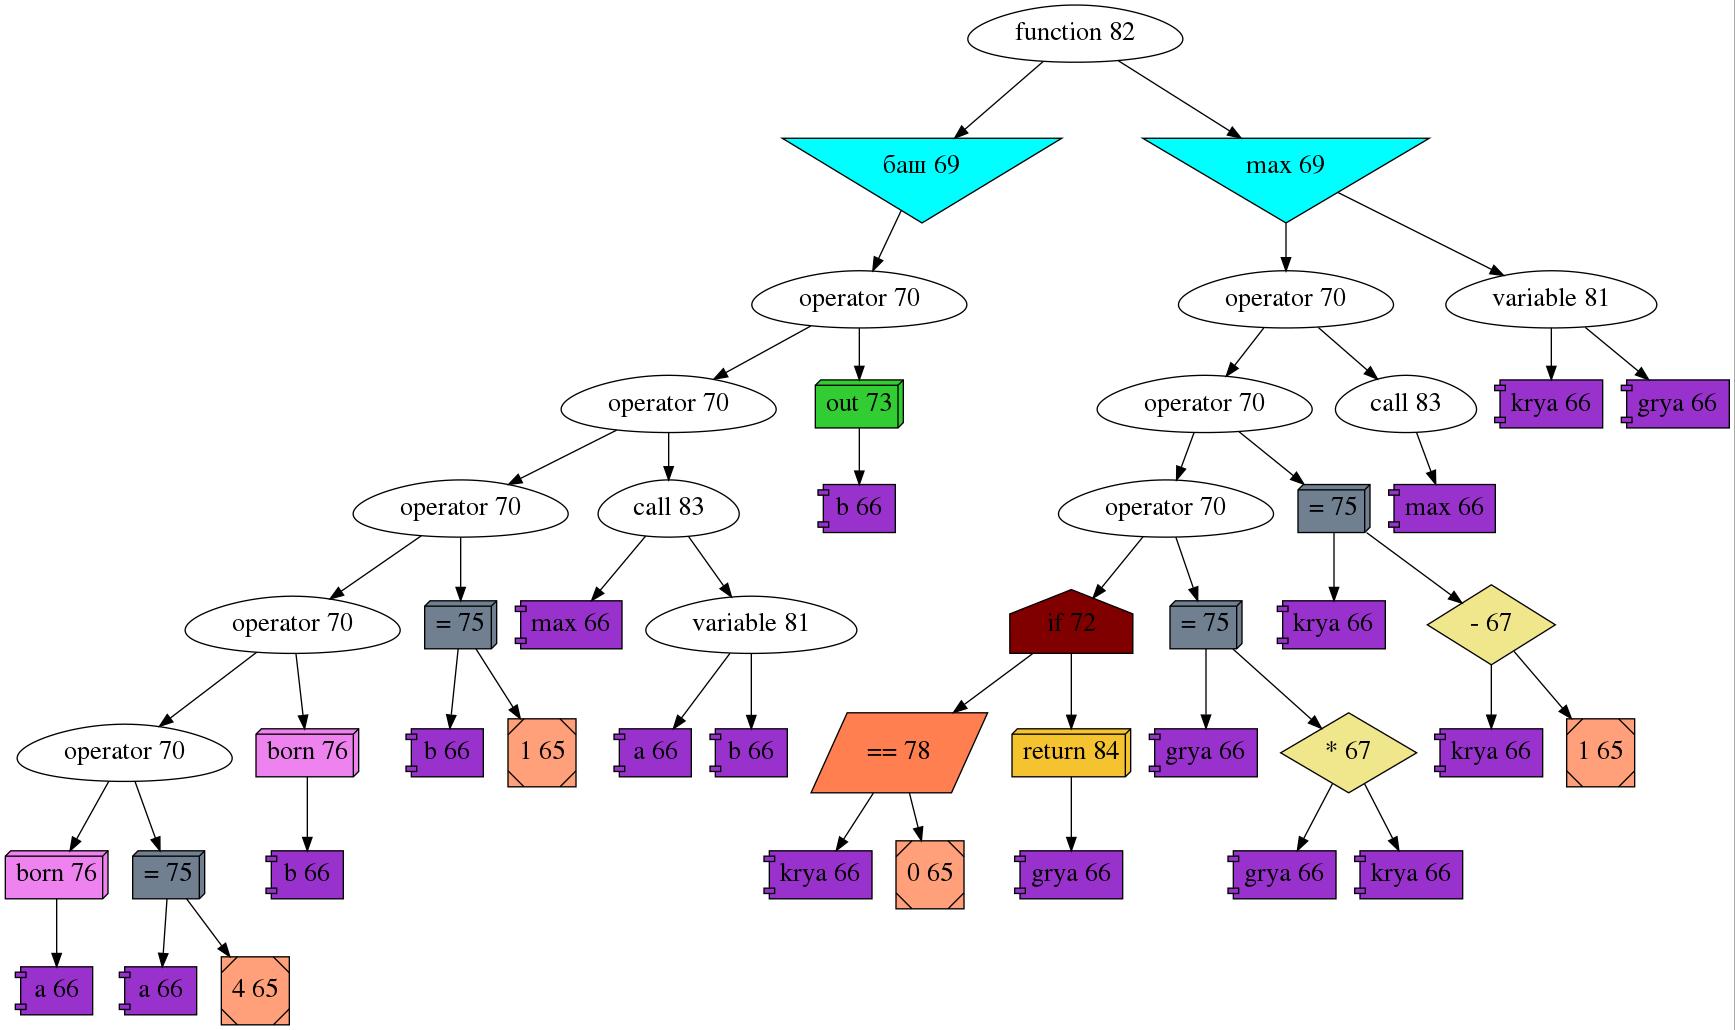 function 82
баш 69
max 69
operator 70
operator 70
variable 81
operator 70
out 73
operator 70
call 83
krya 66
grya 66
operator 70
call 83
b 66
operator 70
= 75
max 66
operator 70
= 75
max 66
variable 81
if 72
= 75
krya 66
- 67
operator 70
born 76
b 66
1 65
a 66
b 66
== 78
return 84
grya 66
* 67
krya 66
1 65
born 76
= 75
b 66
krya 66
0 65
grya 66
grya 66
krya 66
a 66
a 66
4 65